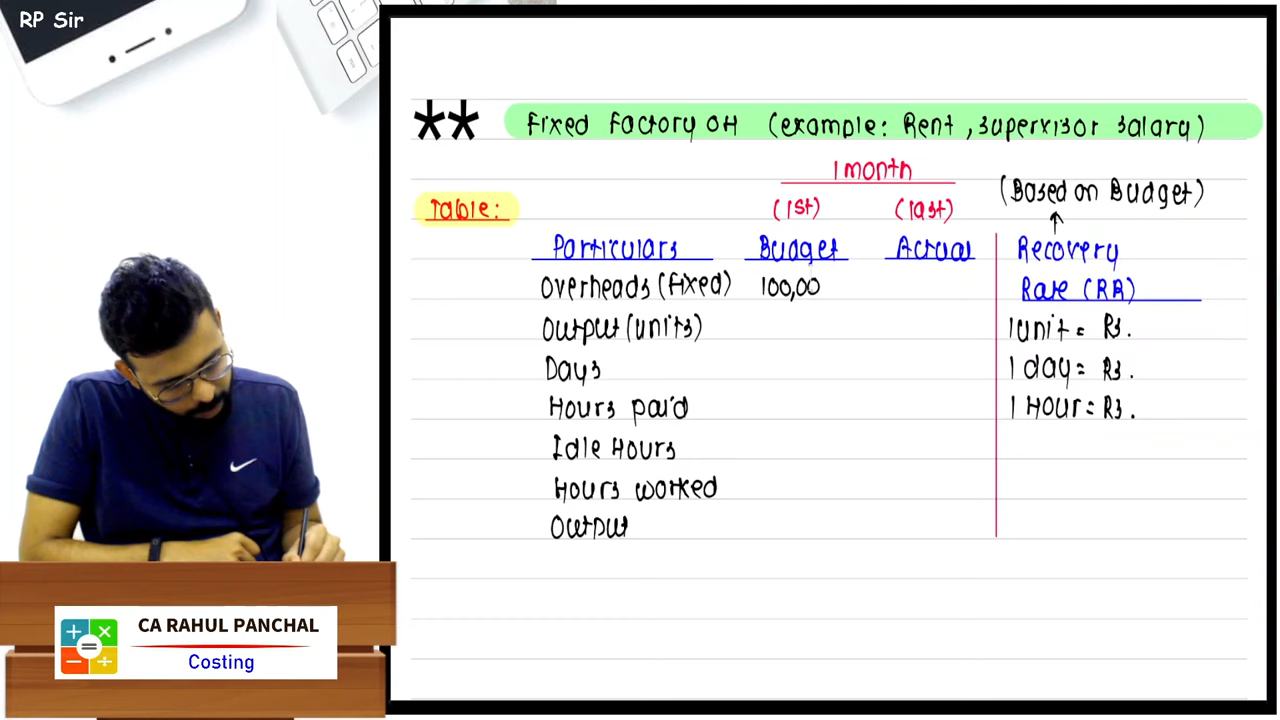 RP Sir
** Fixed Factory OH (example: Rent, supervisor salary)
1 month
(Based on Budget)
Table:
(1st) (last)
Particulars Budget Actual Recovery
Overheads (Fixed) 100,00 Rate (RR)
Output (units) 1 unit = Rs.
Days 1 day = Rs.
Hours paid 1 Hour = Rs.
Idle Hours
Hours worked
Output
CA RAHUL PANCHAL
Costing